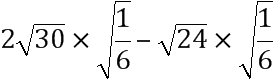 2√30 × √(1/6) – √24 × √(1/6)